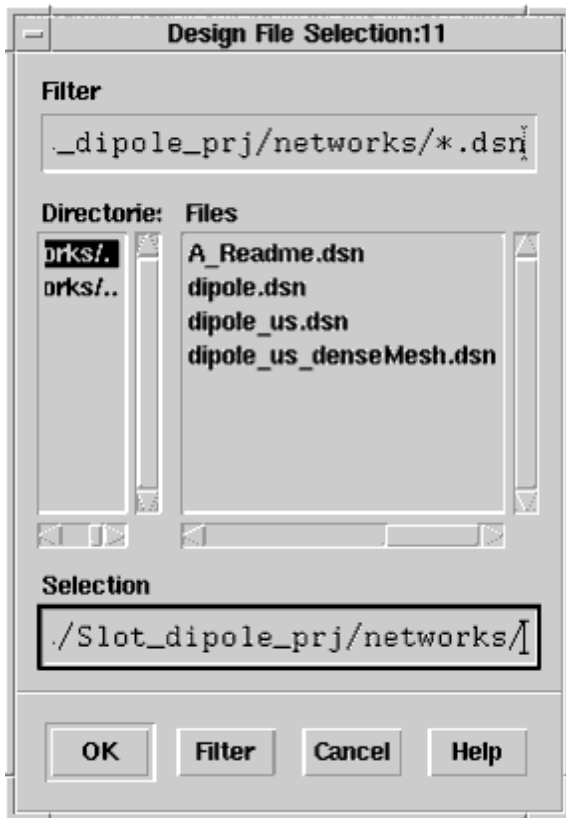 Design File Selection:11
Filter
._dipole_prj/networks/*.dsn
Directories Files
orks/. A_Readme.dsn
orks/.. dipole.dsn
dipole_us.dsn
dipole_us_denseMesh.dsn
Selection
./Slot_dipole_prj/networks/
OK Filter Cancel Help